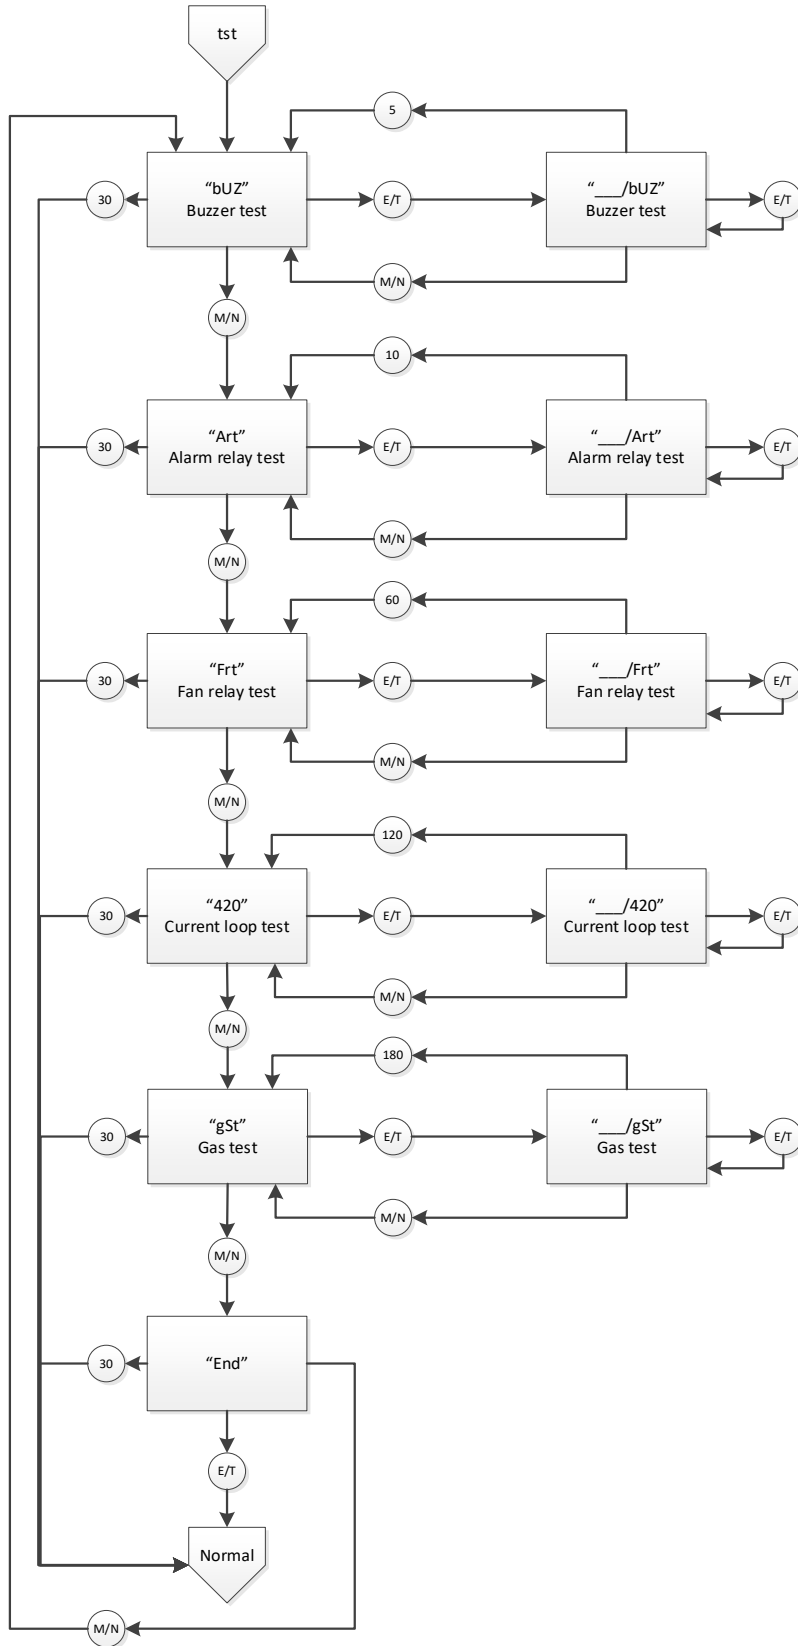 tst
5
“bUZ”
Buzzer test
30
E/T
“___/bUZ”
Buzzer test
E/T
M/N
M/N
10
“Art”
Alarm relay test
30
E/T
“___/Art”
Alarm relay test
E/T
M/N
M/N
60
“Frt”
Fan relay test
30
E/T
“___/Frt”
Fan relay test
E/T
M/N
M/N
120
“420”
Current loop test
30
E/T
“___/420”
Current loop test
E/T
M/N
M/N
180
“gSt”
Gas test
30
E/T
“___/gSt”
Gas test
E/T
M/N
M/N
“End”
30
E/T
Normal
M/N